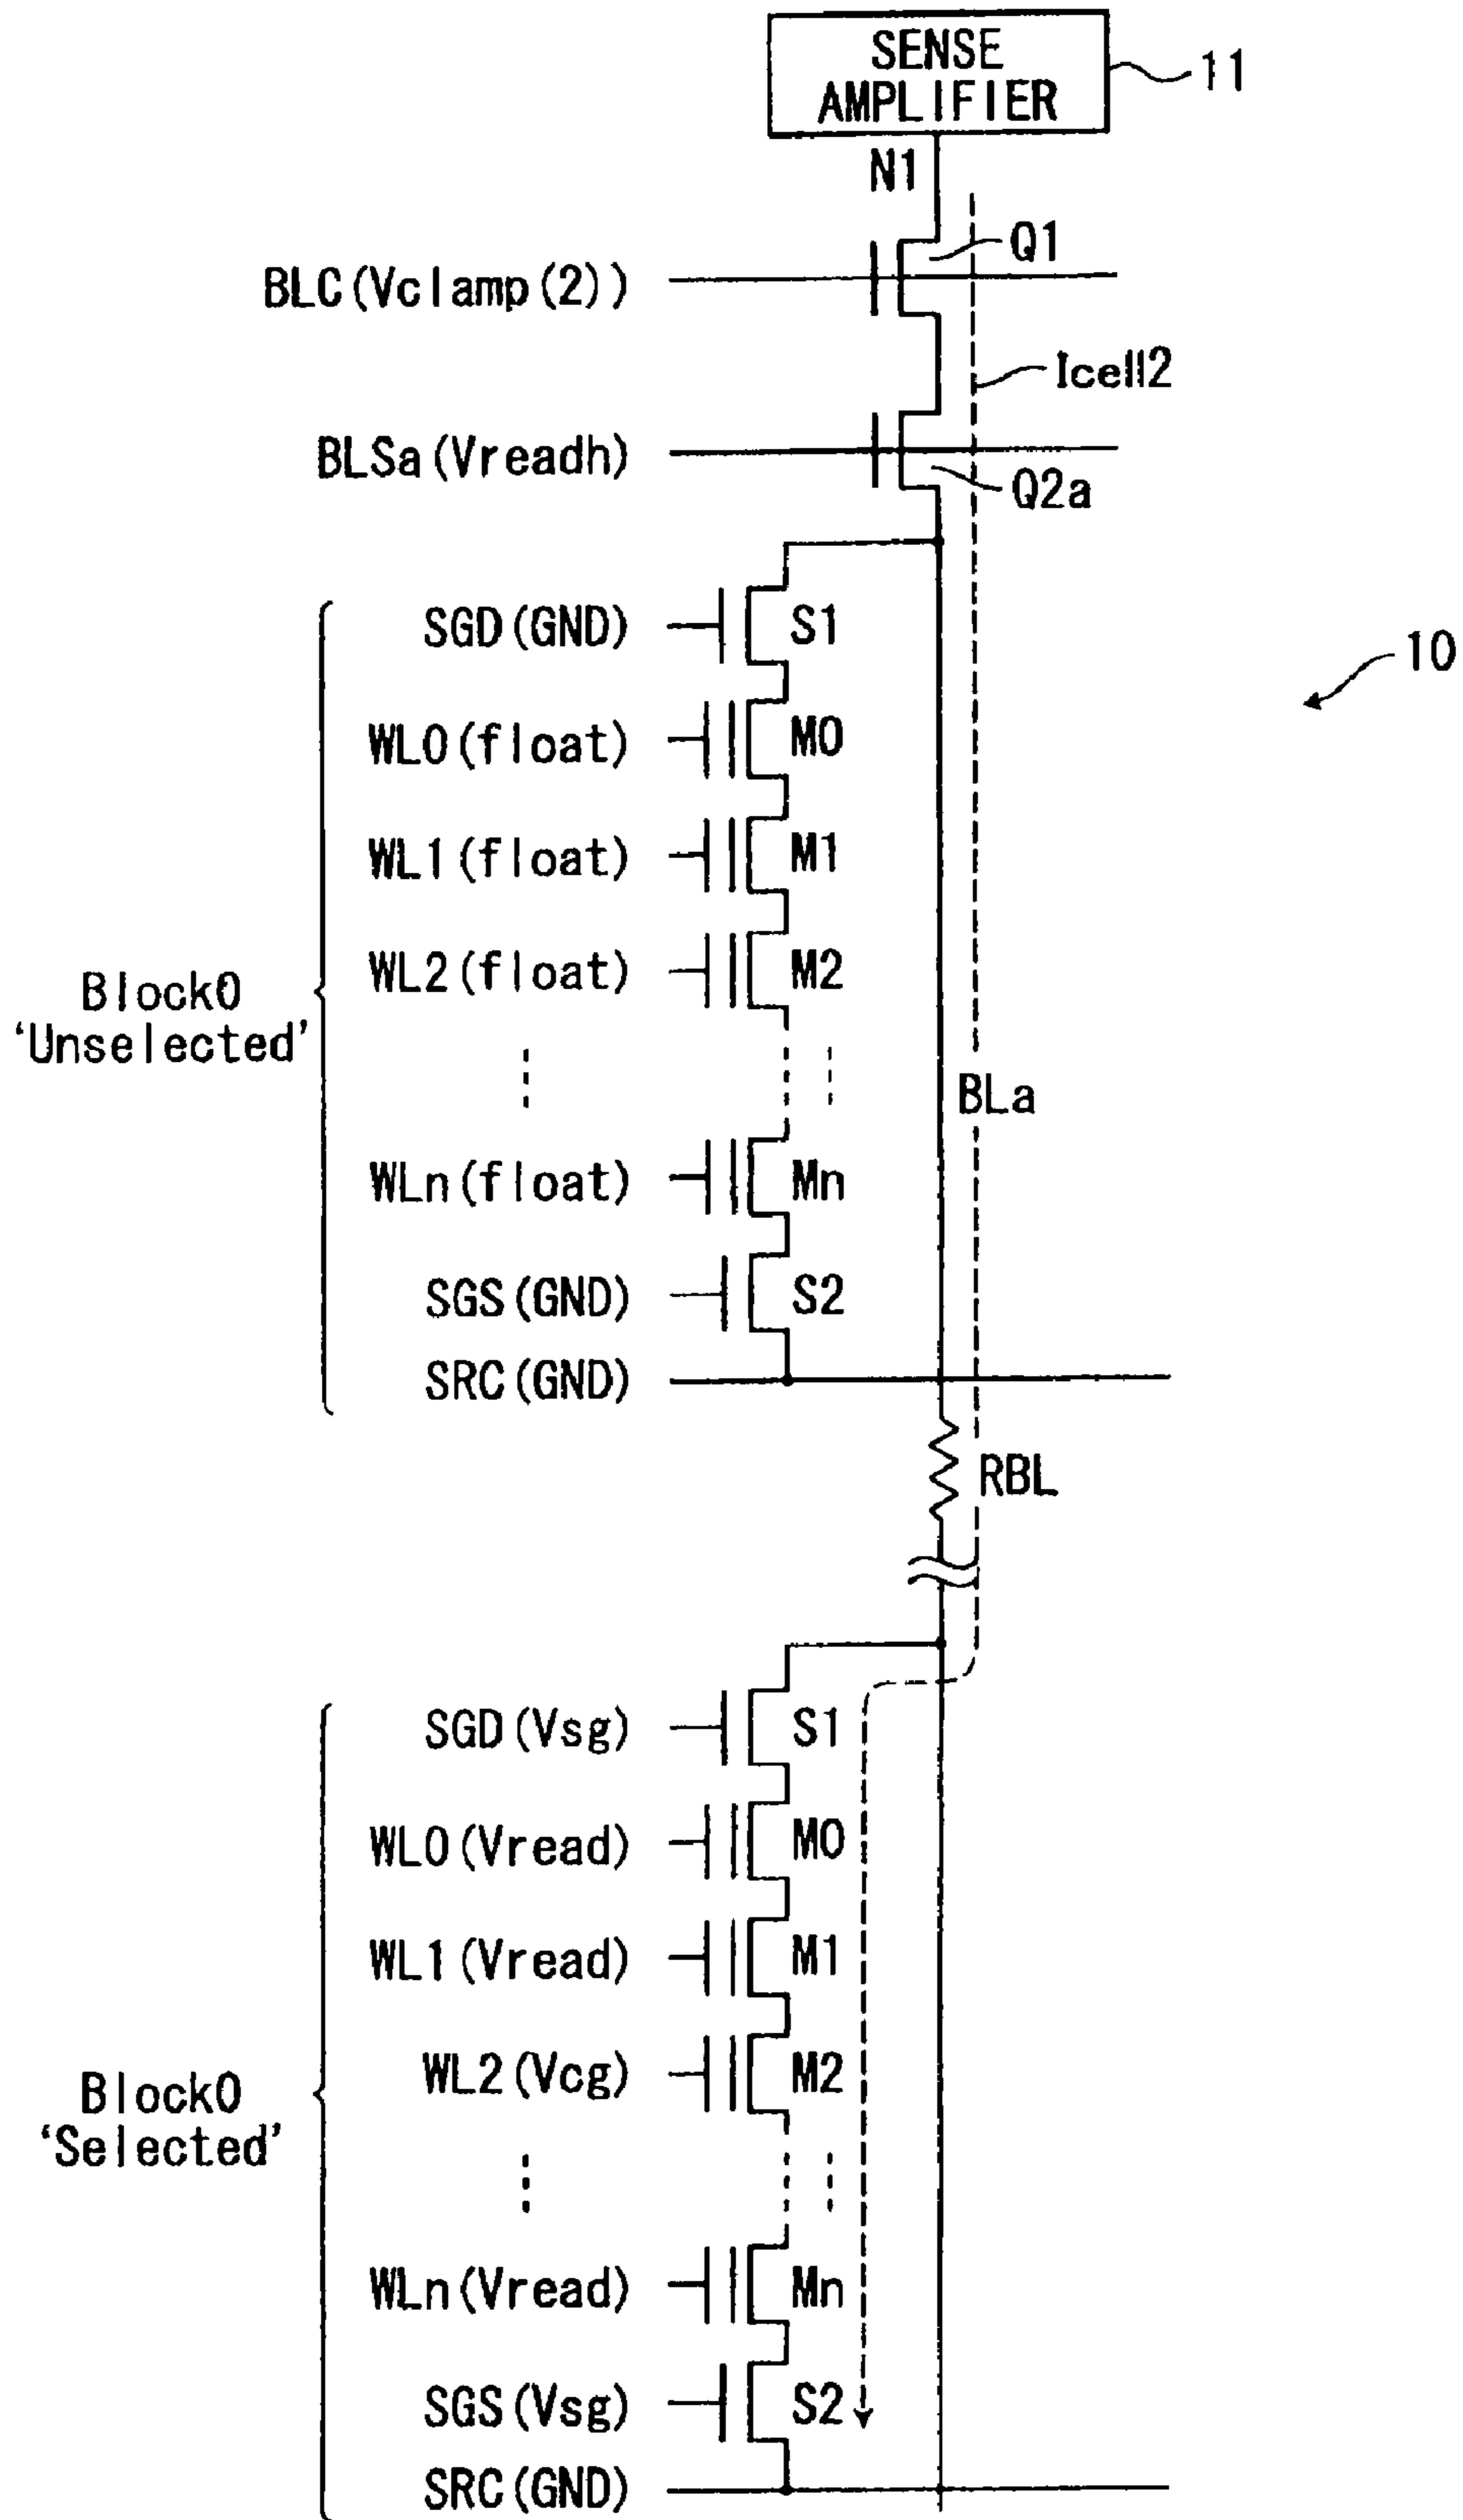 SENSE
AMPLIFIER
11
N1
Q1
BLC(Vclamp(2))
Icell2
BLSa(Vreadh)
Q2a
SGD(GND)
S1
10
WL0(float)
M0
WL1(float)
M1
WL2(float)
M2
Block0
‘Unselected’
BLa
WLn(float)
Mn
SGS(GND)
S2
SRC(GND)
RBL
SGD(Vsg)
S1
WL0(Vread)
M0
WL1(Vread)
M1
WL2(Vcg)
M2
Block0
‘Selected’
WLn(Vread)
Mn
SGS(Vsg)
S2
SRC(GND)